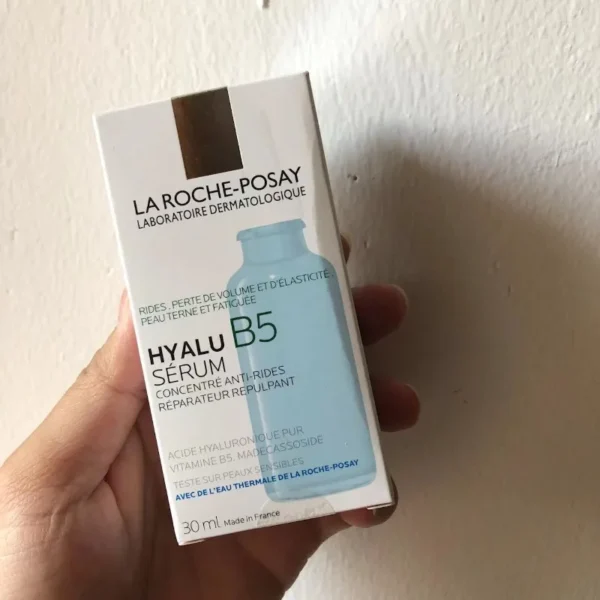 LA ROCHE-POSAY
LABORATOIRE DERMATOLOGIQUE
RIDES, PERTE DE VOLUME ET D'ÉLASTICITÉ,
PEAU TERNE ET FATIGUÉE
HYALU B5
SÉRUM
CONCENTRÉ ANTI-RIDES
RÉPARATEUR REPULPANT
ACIDE HYALURONIQUE PUR
VITAMINE B5. MADECASSOSIDE
TESTÉ SUR PEAUX SENSIBLES
AVEC DE L'EAU THERMALE DE LA ROCHE-POSAY
30 ml Made in France